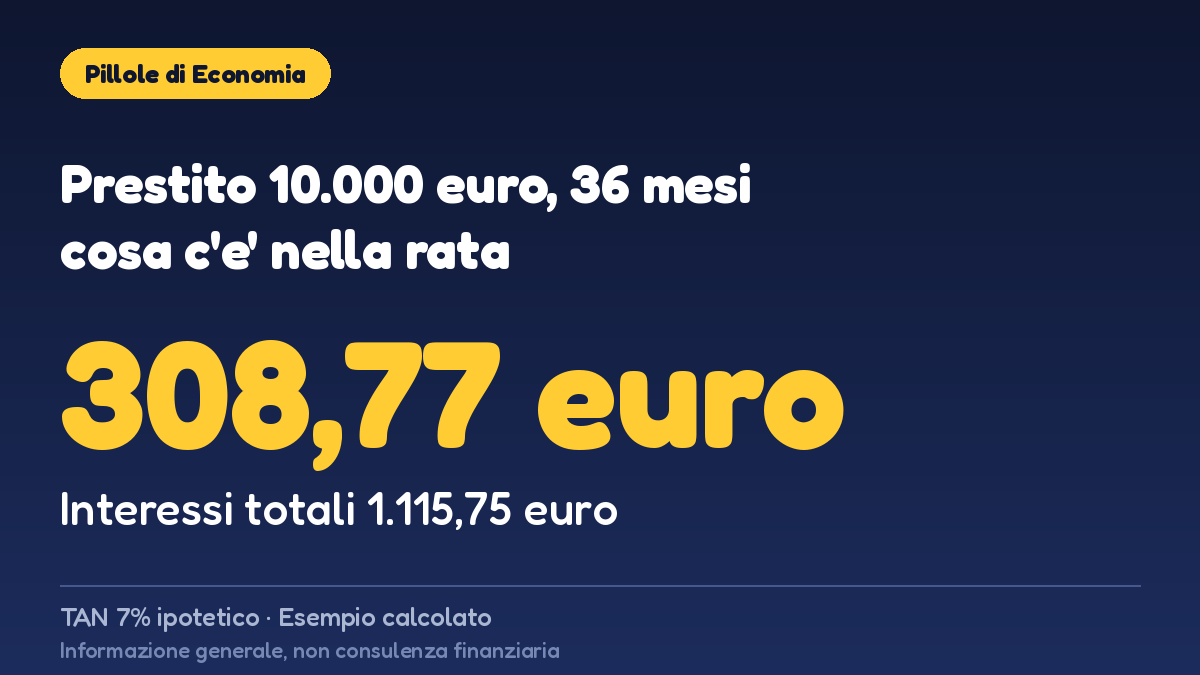 Pillole di Economia
Prestito 10.000 euro, 36 mesi
cosa c'e' nella rata
308,77 euro
Interessi totali 1.115,75 euro
TAN 7% ipotetico · Esempio calcolato
Informazione generale, non consulenza finanziaria